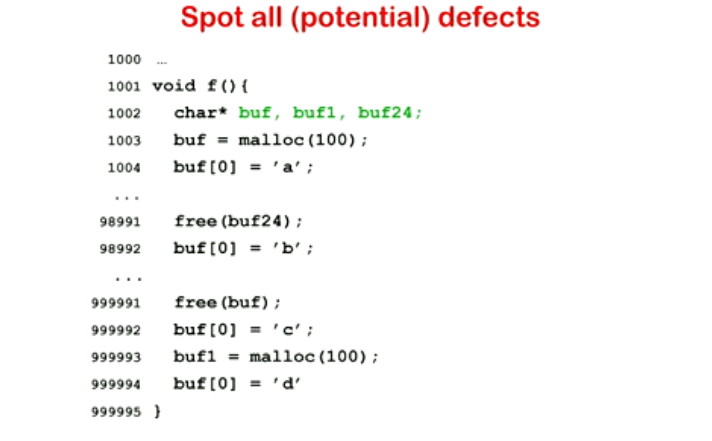 Spot all (potential) defects
1000 …
1001 void f(){
1002 char* buf, buf1, buf24;
1003 buf = malloc(100);
1004 buf[0] = 'a';
...
98991 free(buf24);
98992 buf[0] = 'b';
...
999991 free(buf);
999992 buf[0] = 'c';
999993 buf1 = malloc(100);
999994 buf[0] = 'd'
999995 }